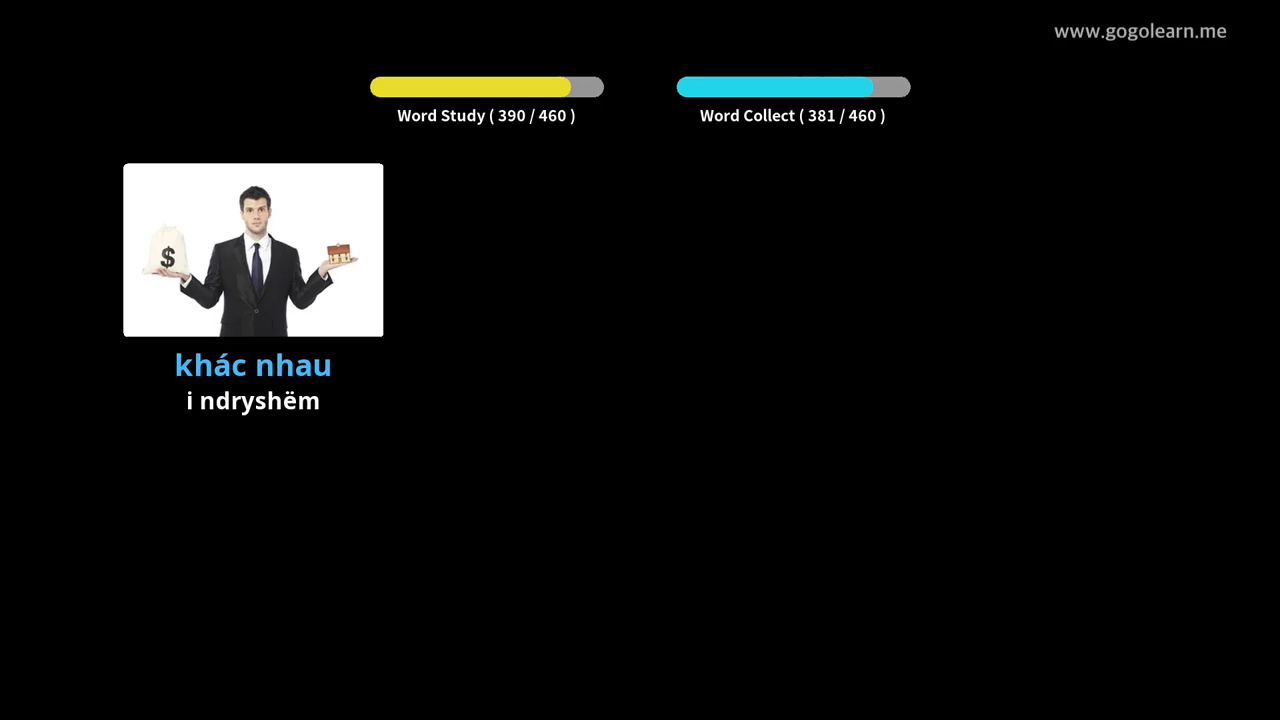 www.gogolearn.me
Word Study ( 390 / 460 )
Word Collect ( 381 / 460 )
$
khác nhau
i ndryshëm